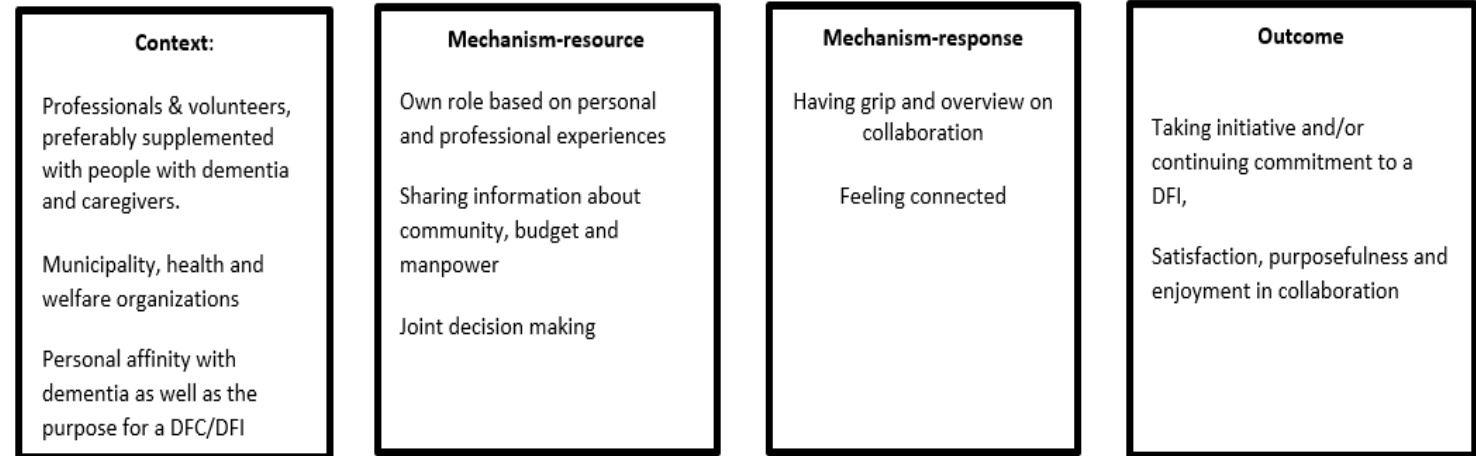 Context:
Professionals & volunteers,
preferably supplemented
with people with dementia
and caregivers.
Municipality, health and
welfare organizations
Personal affinity with
dementia as well as the
purpose for a DFC/DFI
Mechanism-resource
Own role based on personal
and professional experiences
Sharing information about
community, budget and
manpower
Joint decision making
Mechanism-response
Having grip and overview on
collaboration
Feeling connected
Outcome
Taking initiative and/or
continuing commitment to a
DFI,
Satisfaction, purposefulness and
enjoyment in collaboration